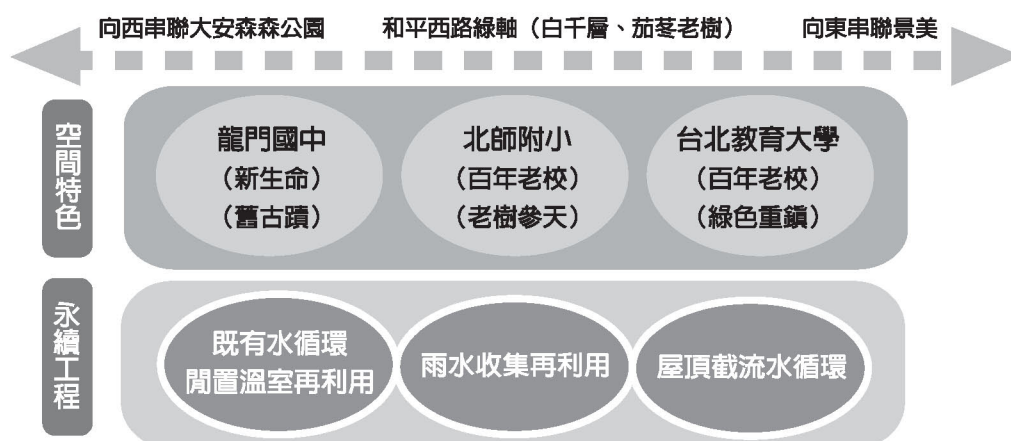 向西串聯大安森森公園
和平西路綠軸（白千層、茄苳老樹）
向東串聯景美
空間特色
龍門國中
（新生命）
（舊古蹟）
北師附小
（百年老校）
（老樹參天）
台北教育大學
（百年老校）
（綠色重鎮）
永續工程
既有水循環
閒置溫室再利用
雨水收集再利用
屋頂截流水循環